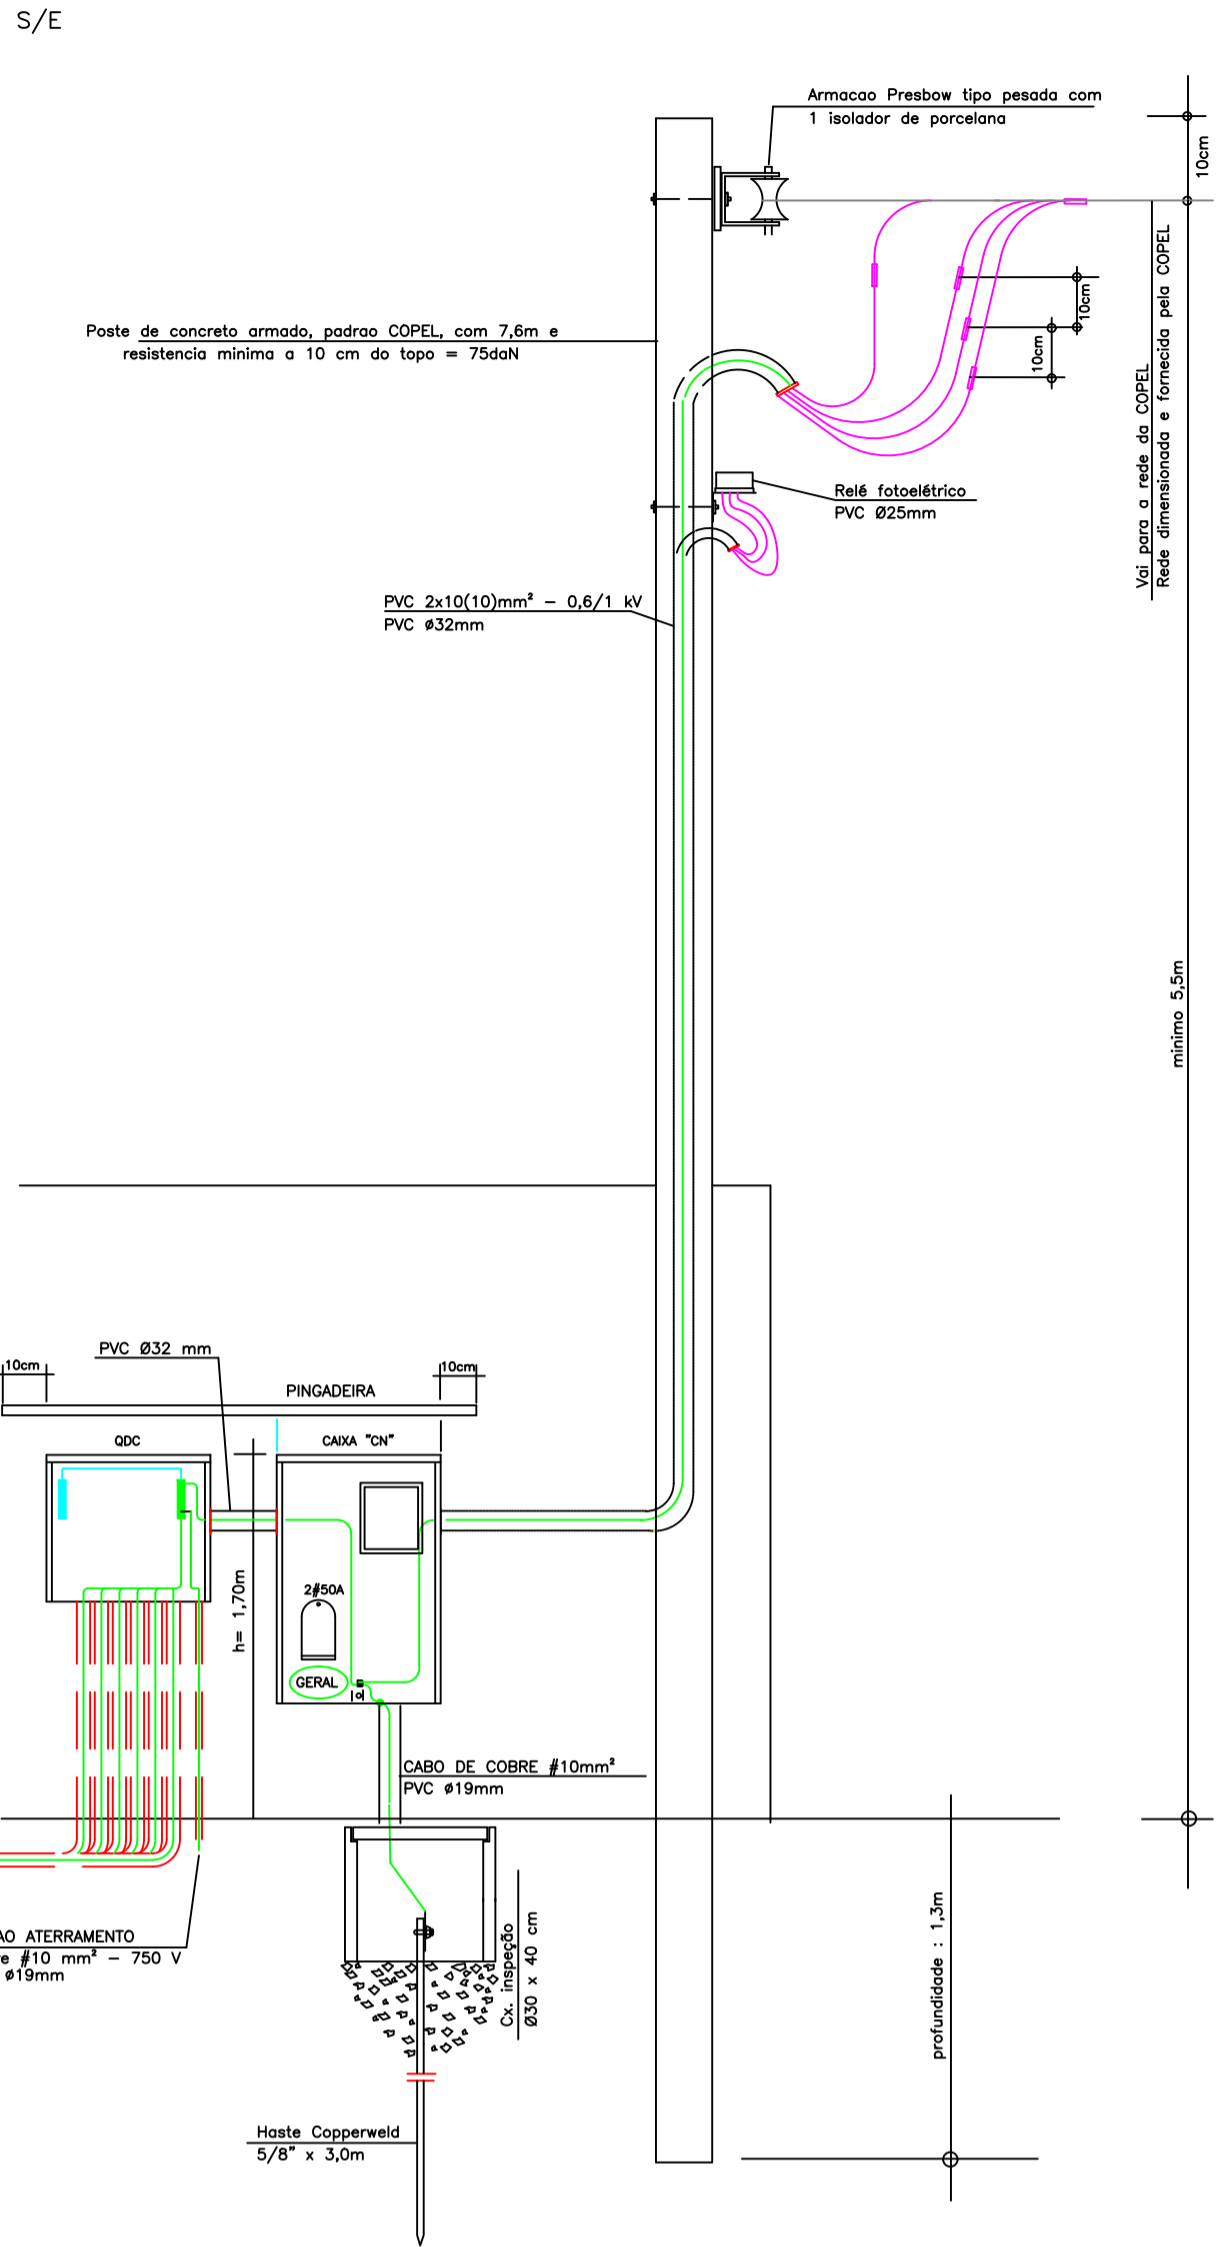 S/E
Armacao Presbow tipo pesada com
1 isolador de porcelana
10cm
Poste de concreto armado, padrao COPEL, com 7,6m e
resistencia minima a 10 cm do topo = 75daN
10cm
10cm
Vai para a rede da COPEL
Rede dimensionada e fornecida pela COPEL
Relé fotoelétrico
PVC Ø25mm
PVC 2x10(10)mm² – 0,6/1 kV
PVC ø32mm
minimo 5,5m
PVC Ø32 mm
10cm
10cm
PINGADEIRA
QDC
CAIXA "CN"
h= 1,70m
2#50A
GERAL
CABO DE COBRE #10mm²
PVC ø19mm
AO ATERRAMENTO
re #10 mm² – 750 V
ø19mm
Cx. inspeção
Ø30 x 40 cm
profundidade : 1,3m
Haste Copperweld
5/8" x 3,0m